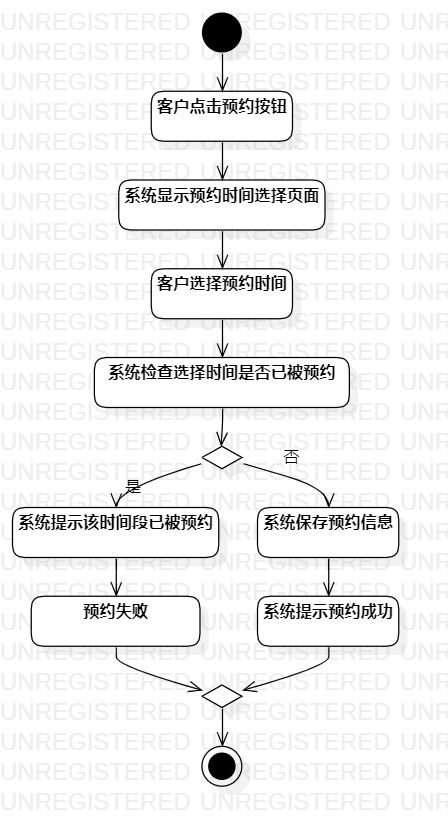 客户点击预约按钮
系统显示预约时间选择页面
客户选择预约时间
系统检查选择时间是否已被预约
否
是
系统提示该时间段已被预约
系统保存预约信息
预约失败
系统提示预约成功
UNREGISTERED UNREGISTERED UNREGISTERED